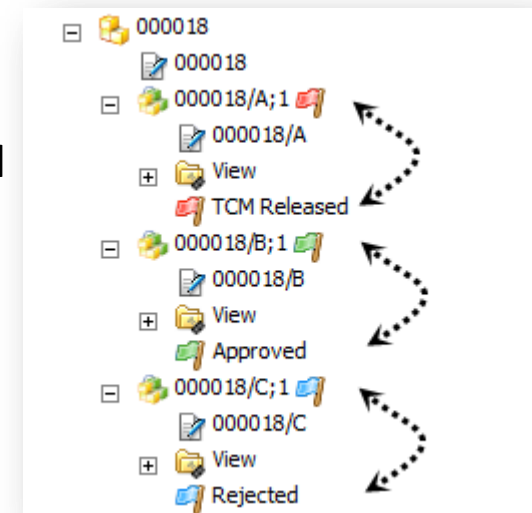 000018
000018
000018/A;1
000018/A
View
TCM Released
000018/B;1
000018/B
View
Approved
000018/C;1
000018/C
View
Rejected